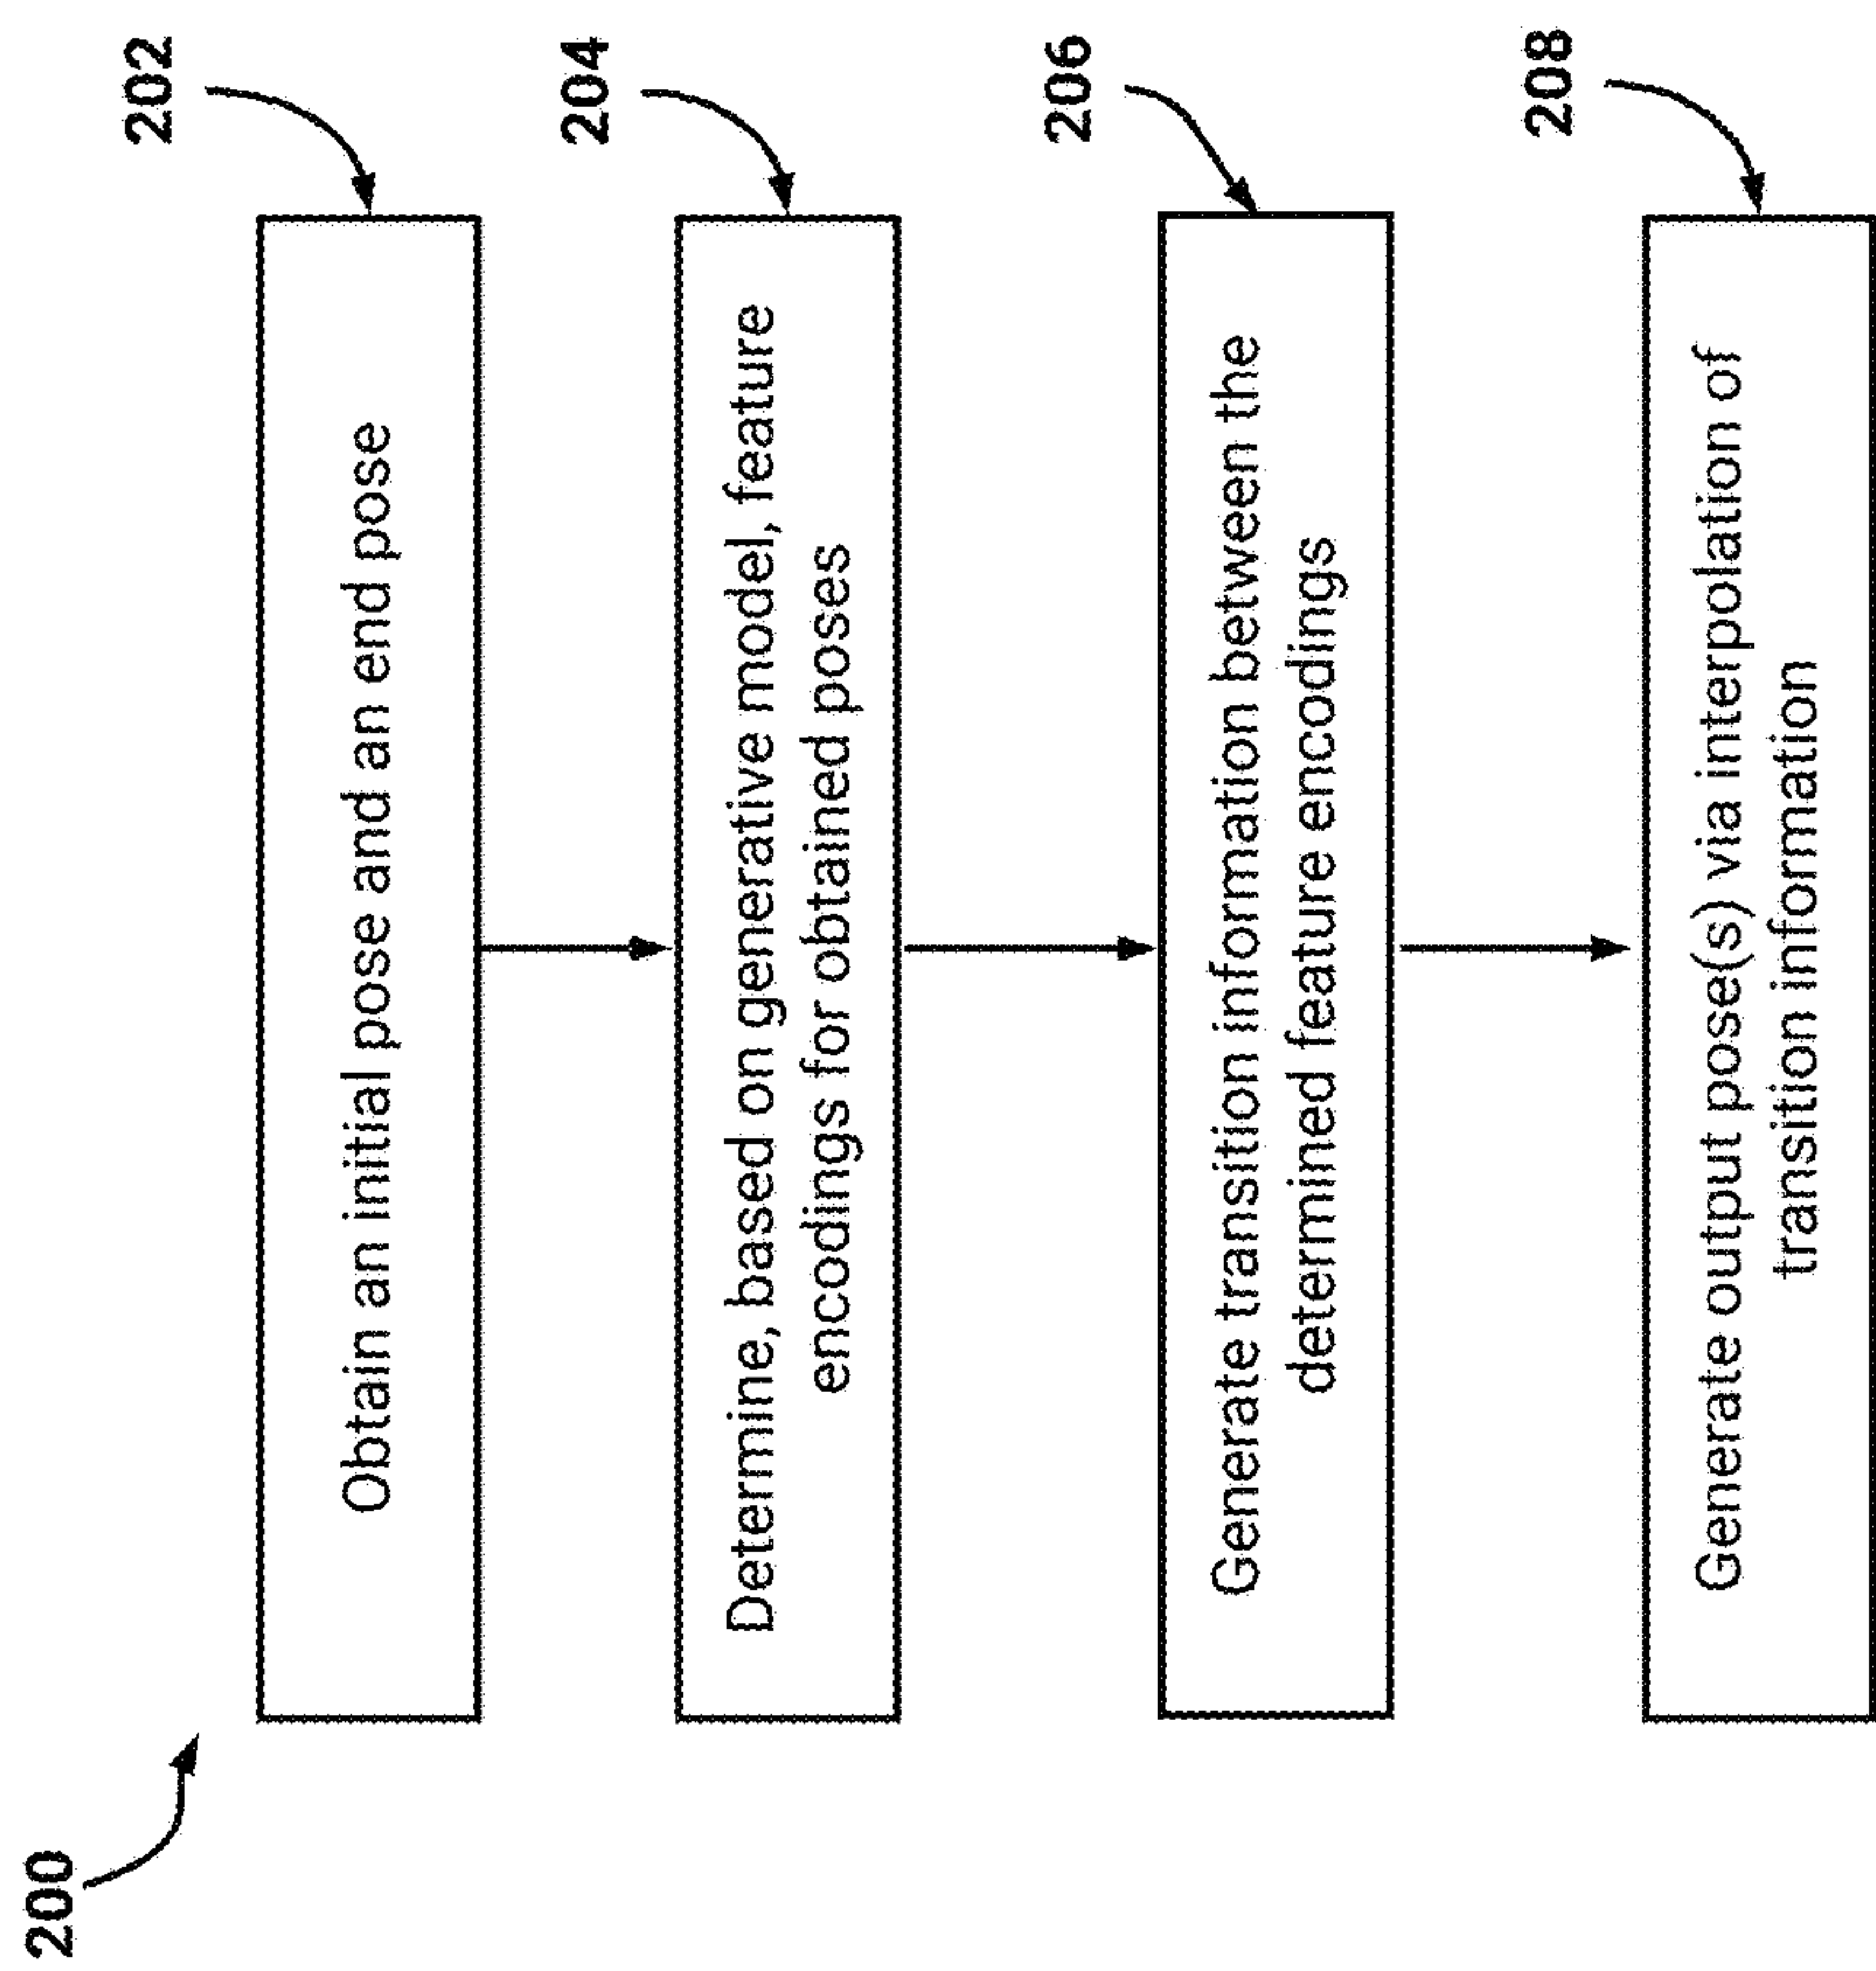 200
202
Obtain an initial pose and an end pose
204
Determine, based on generative model, feature
encodings for obtained poses
206
Generate transition information between the
determined feature encodings
208
Generate output pose(s) via interpolation of
transition information